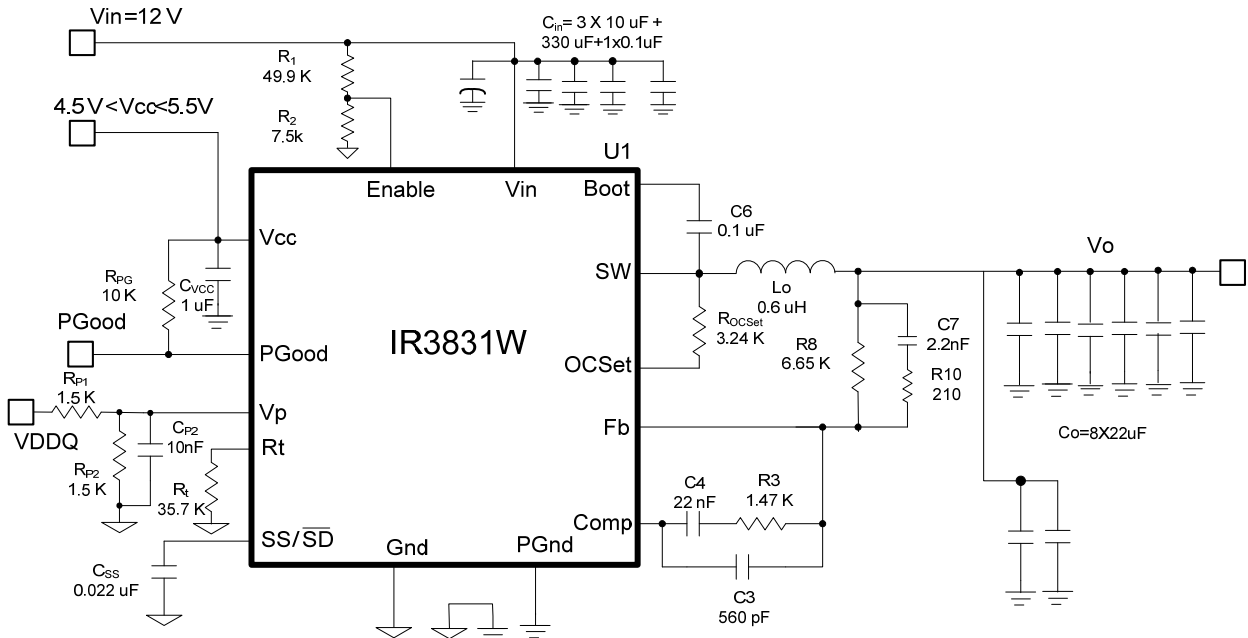 Vin=12 V
Cin= 3 X 10 uF +
330 uF+1x0.1uF
R1
49.9 K
4.5V<Vcc<5.5V
R2
7.5k
U1
Enable
Vin
Boot
C6
0.1 uF
Vcc
Vo
SW
RPG
10 K
CVCC
1 uF
Lo
0.6 uH
ROCSet
3.24 K
C7
2.2nF
PGood
IR3831W
R8
6.65 K
PGood
OCSet
RP1
1.5 K
R10
210
Vp
Fb
VDDQ
CP2
10nF
Co=8X22uF
Rt
RP2
1.5 K
Rt
35.7 K
C4
22 nF
R3
1.47 K
Comp
SS/SD
Gnd
PGnd
CSS
0.022 uF
C3
560 pF